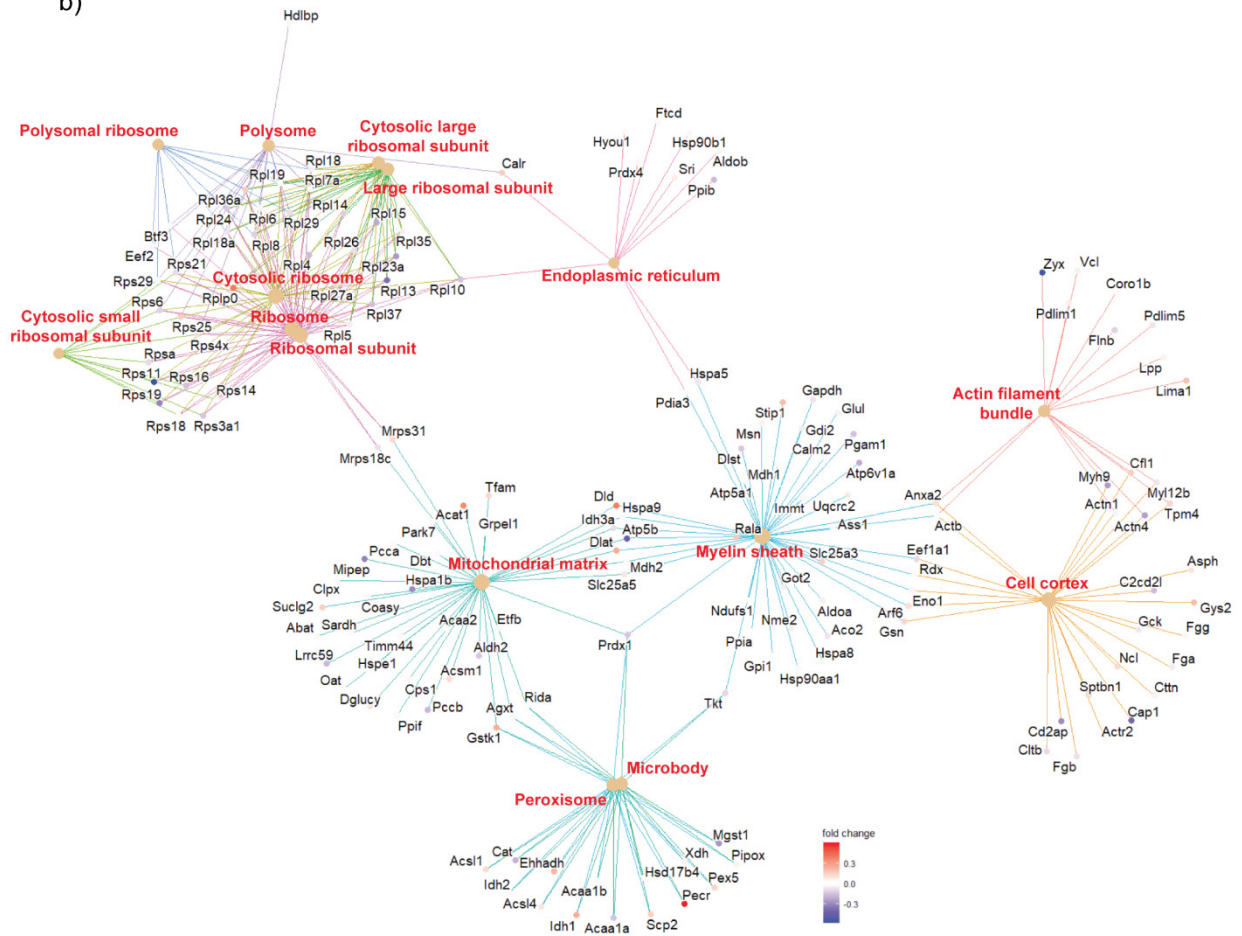 b)
Hdlbp
Polysomal ribosome
Polysome
Cytosolic large
ribosomal subunit
Large ribosomal subunit
Rpl18
Rpl19
Rpl7a
Calr
Ftcd
Hyou1
Hsp90b1
Prdx4
Sri
Aldob
Ppib
Rpl36a
Rpl14
Rpl15
Rpl24
Rpl6
Rpl29
Btf3
Rpl18a
Rpl8
Rpl26
Rpl35
Eef2
Rps21
Rpl4
Rpl23a
Endoplasmic reticulum
Rps29
Cytosolic ribosome
Rpl13
Rpl10
Rplp0
Rpl27a
Rps6
Rpl37
Cytosolic small
ribosomal subunit
Ribosome
Rps25
Rpl5
Ribosomal subunit
Rpsa
Rps4x
Rps11
Rps16
Rps19
Rps14
Rps18
Rps3a1
Zyx
Vcl
Coro1b
Pdlim1
Pdlim5
Flnb
Lpp
Lima1
Actin filament
bundle
Hspa5
Pdia3
Gapdh
Stip1
Glul
Msn
Gdi2
Calm2
Pgam1
Dlst
Mdh1
Atp6v1a
Atp5a1
Immt
Uqcrc2
Rala
Ass1
Myelin sheath
Slc25a3
Mrps31
Mrps18c
Tfam
Dld
Hspa9
Acat1
Grpel1
Idh3a
Atp5b
Park7
Dlat
Pcca
Dbt
Mitochondrial matrix
Mdh2
Mipep
Slc25a5
Clpx
Hspa1b
Suclg2
Coasy
Acaa2
Etfb
Abat
Sardh
Timm44
Aldh2
Lrrc59
Hspe1
Oat
Acsm1
Dglucy
Cps1
Rida
Pccb
Agxt
Ppif
Gstk1
Prdx1
Tkt
Got2
Ndufs1
Aldoa
Nme2
Ppia
Aco2
Gpi1
Hspa8
Hsp90aa1
Cfl1
Myh9
Actn1
Myl12b
Anxa2
Tpm4
Actb
Actn4
Eef1a1
Rdx
Asph
Cell cortex
C2cd2l
Eno1
Arf6
Gys2
Gsn
Gck
Fgg
Ncl
Fga
Sptbn1
Cttn
Cap1
Cd2ap
Actr2
Cltb
Fgb
Microbody
Peroxisome
Mgst1
Cat
Xdh
Acsl1
Ehhadh
Pipox
Hsd17b4
Idh2
Acaa1b
Pex5
Acsl4
Pecr
Idh1
Acaa1a
Scp2
fold change
0.3
0.0
-0.3